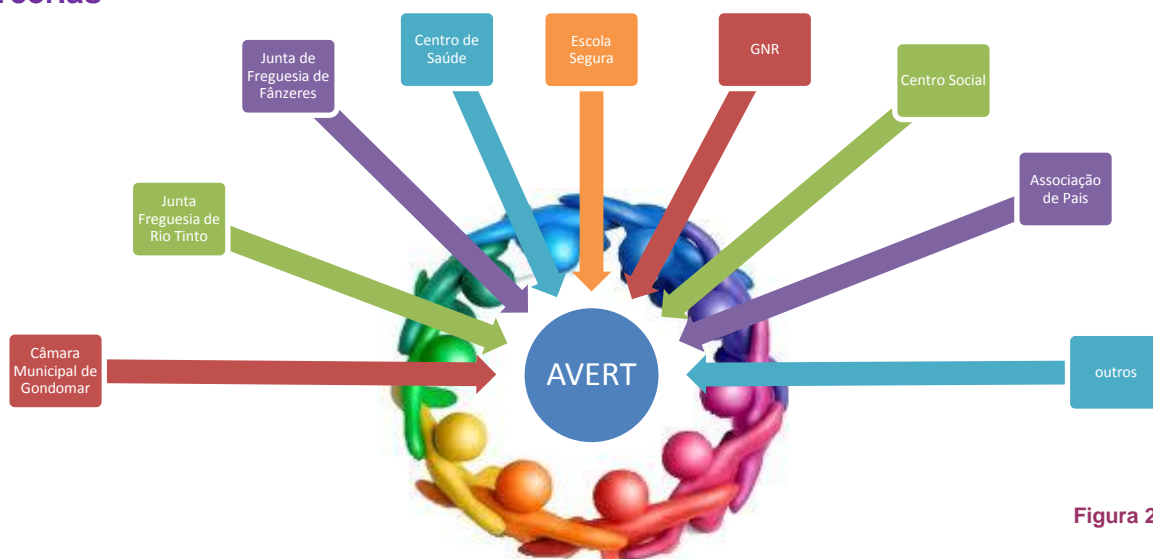 Junta de
Freguesia de
Fânzeres
Centro de
Saúde
Escola
Segura
GNR
Centro Social
Associação
de Pais
Junta
Freguesia de
Rio Tinto
Câmara
Municipal de
Gondomar
AVERT
outros
Figura 2